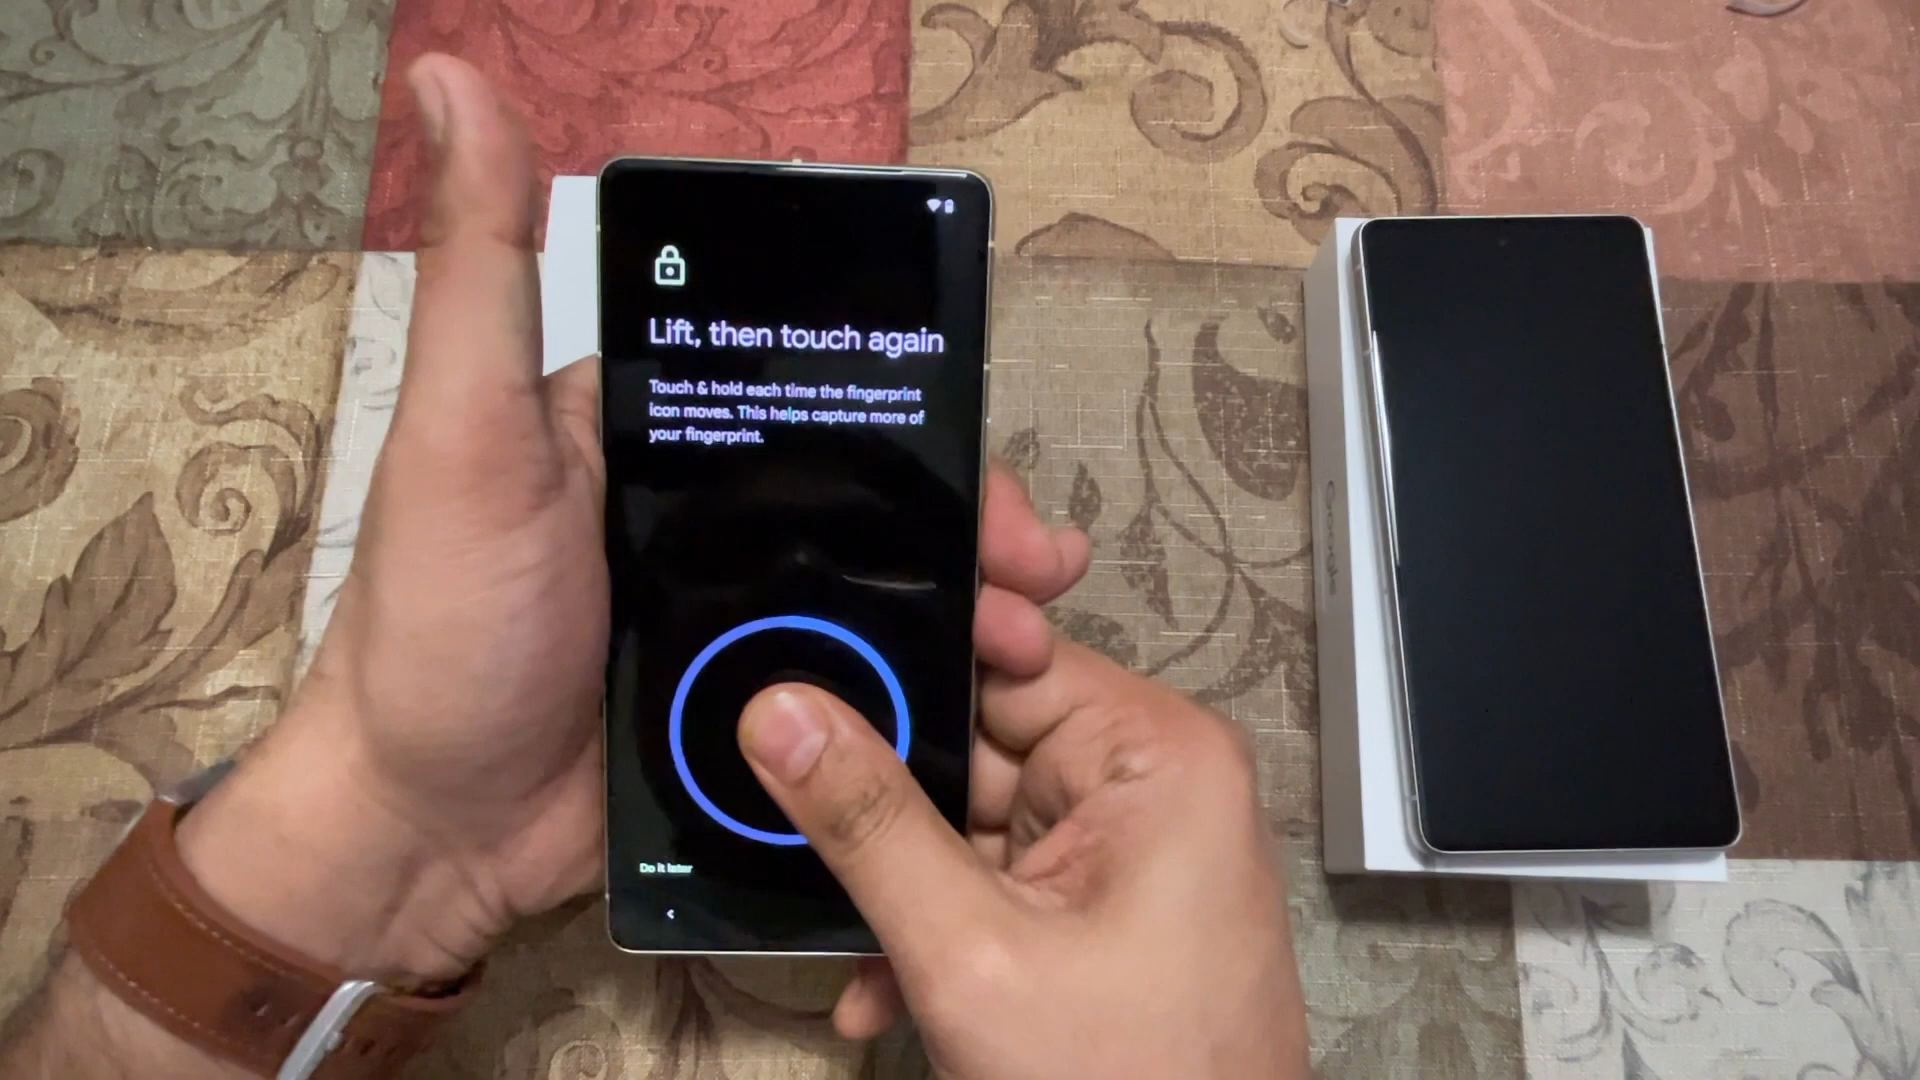 Lift, then touch again
Touch & hold each time the fingerprint
icon moves. This helps capture more of
your fingerprint.
Do it later
Google